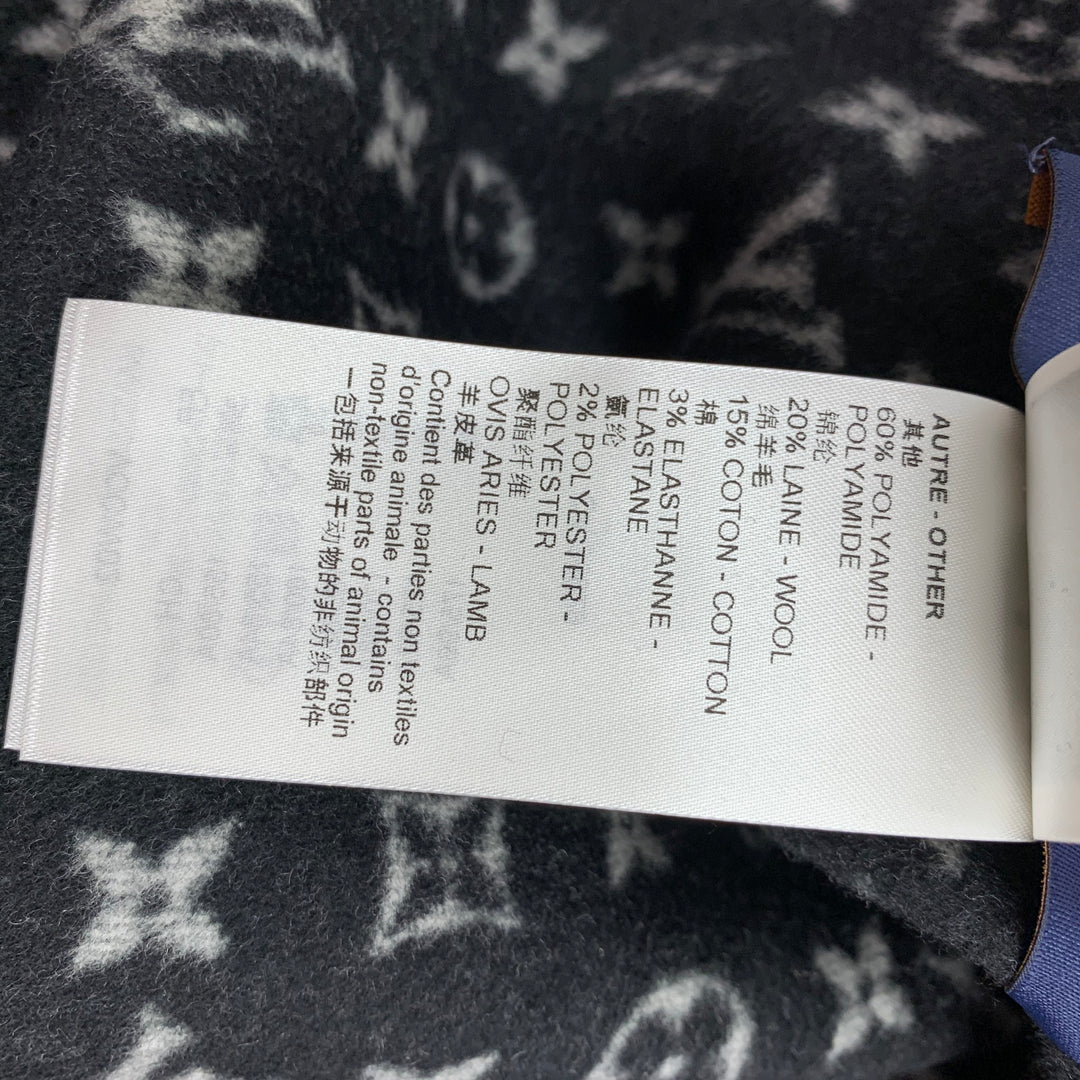 AUTRE - OTHER
其他
60% POLYAMIDE -
POLYAMIDE
锦纶
20% LAINE - WOOL
绵羊毛
15% COTON - COTTON
棉
3% ELASTHANNE -
ELASTANE
氨纶
2% POLYESTER -
POLYESTER
聚酯纤维
OVIS ARIES - LAMB
羊皮革
Contient des parties non textiles
d'origine animale - contains
non-textile parts of animal origin
一包括来源于动物的非纺织部件